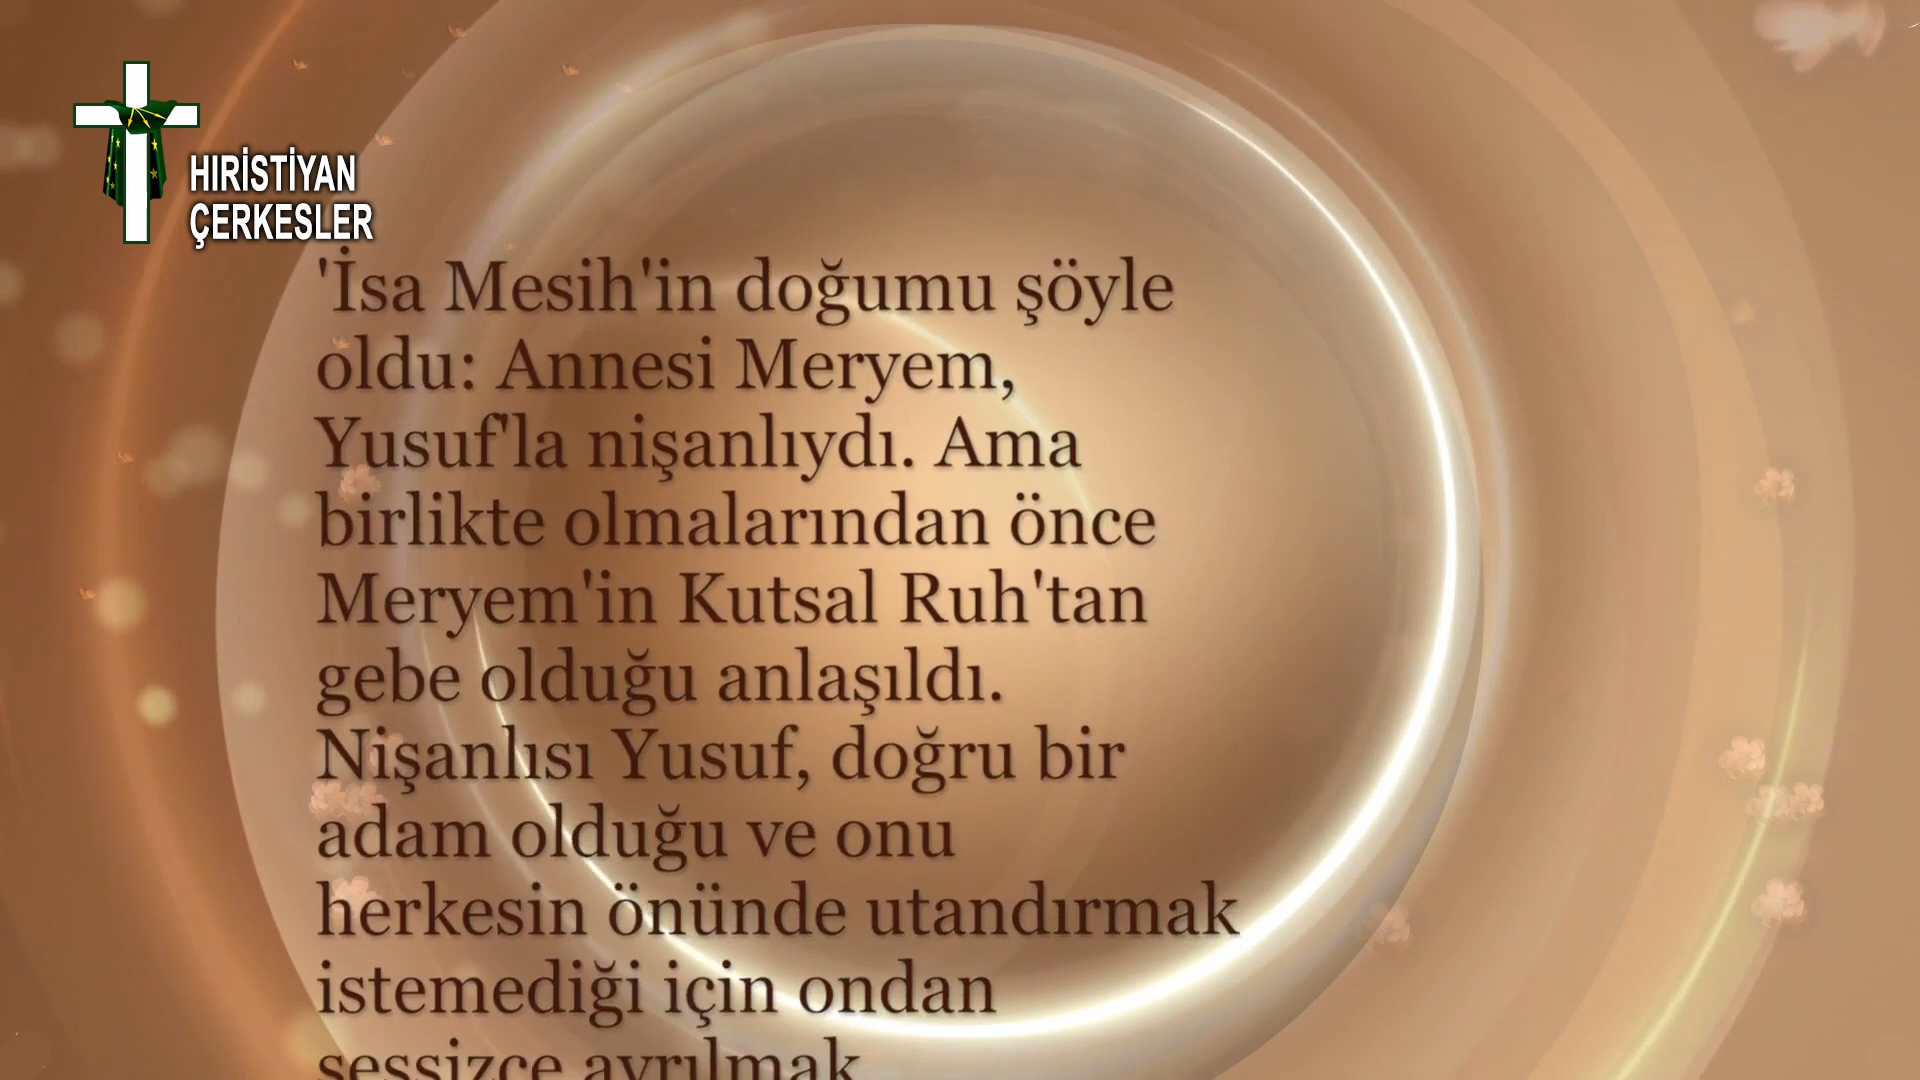 HIRİSTİYAN
ÇERKESLER
'İsa Mesih'in doğumu şöyle
oldu: Annesi Meryem,
Yusuf'la nişanlıydı. Ama
birlikte olmalarından önce
Meryem'in Kutsal Ruh'tan
gebe olduğu anlaşıldı.
Nişanlısı Yusuf, doğru bir
adam olduğu ve onu
herkesin önünde utandırmak
istemediği için ondan
sessizce ayrılmak